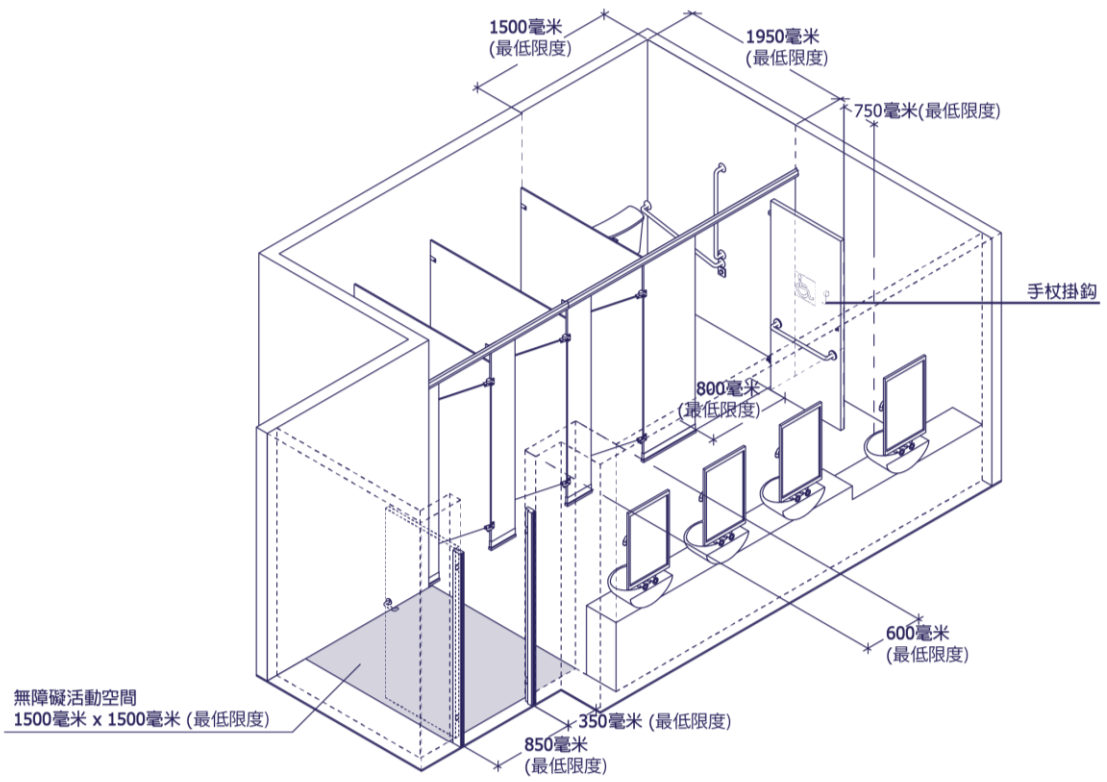 1500毫米
(最低限度)
1950毫米
(最低限度)
750毫米(最低限度)
手杖掛鈎
800毫米
(最低限度)
600毫米
(最低限度)
無障礙活動空間
1500毫米 x 1500毫米 (最低限度)
350毫米 (最低限度)
850毫米
(最低限度)